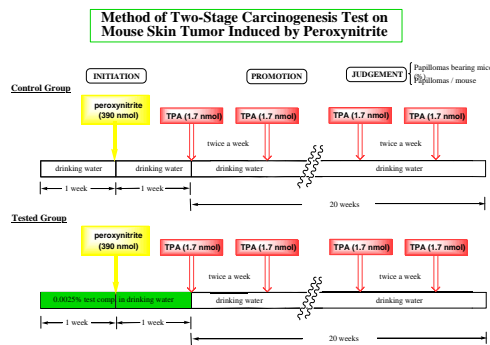 Method of Two-Stage Carcinogenesis Test on
Mouse Skin Tumor Induced by Peroxynitrite
INITIATION
PROMOTION
JUDGEMENT
Papillomas bearing mice
(%)
Papillomas / mouse
Control Group
peroxynitrite
(390 nmol)
TPA (1.7 nmol)
TPA (1.7 nmol)
TPA (1.7 nmol)
TPA (1.7 nmol)
twice a week
twice a week
drinking water
drinking water
drinking water
drinking water
1 week
1 week
20 weeks
Tested Group
peroxynitrite
(390 nmol)
TPA (1.7 nmol)
TPA (1.7 nmol)
TPA (1.7 nmol)
TPA (1.7 nmol)
twice a week
twice a week
0.0025% test comp. in drinking water
drinking water
drinking water
1 week
1 week
20 weeks